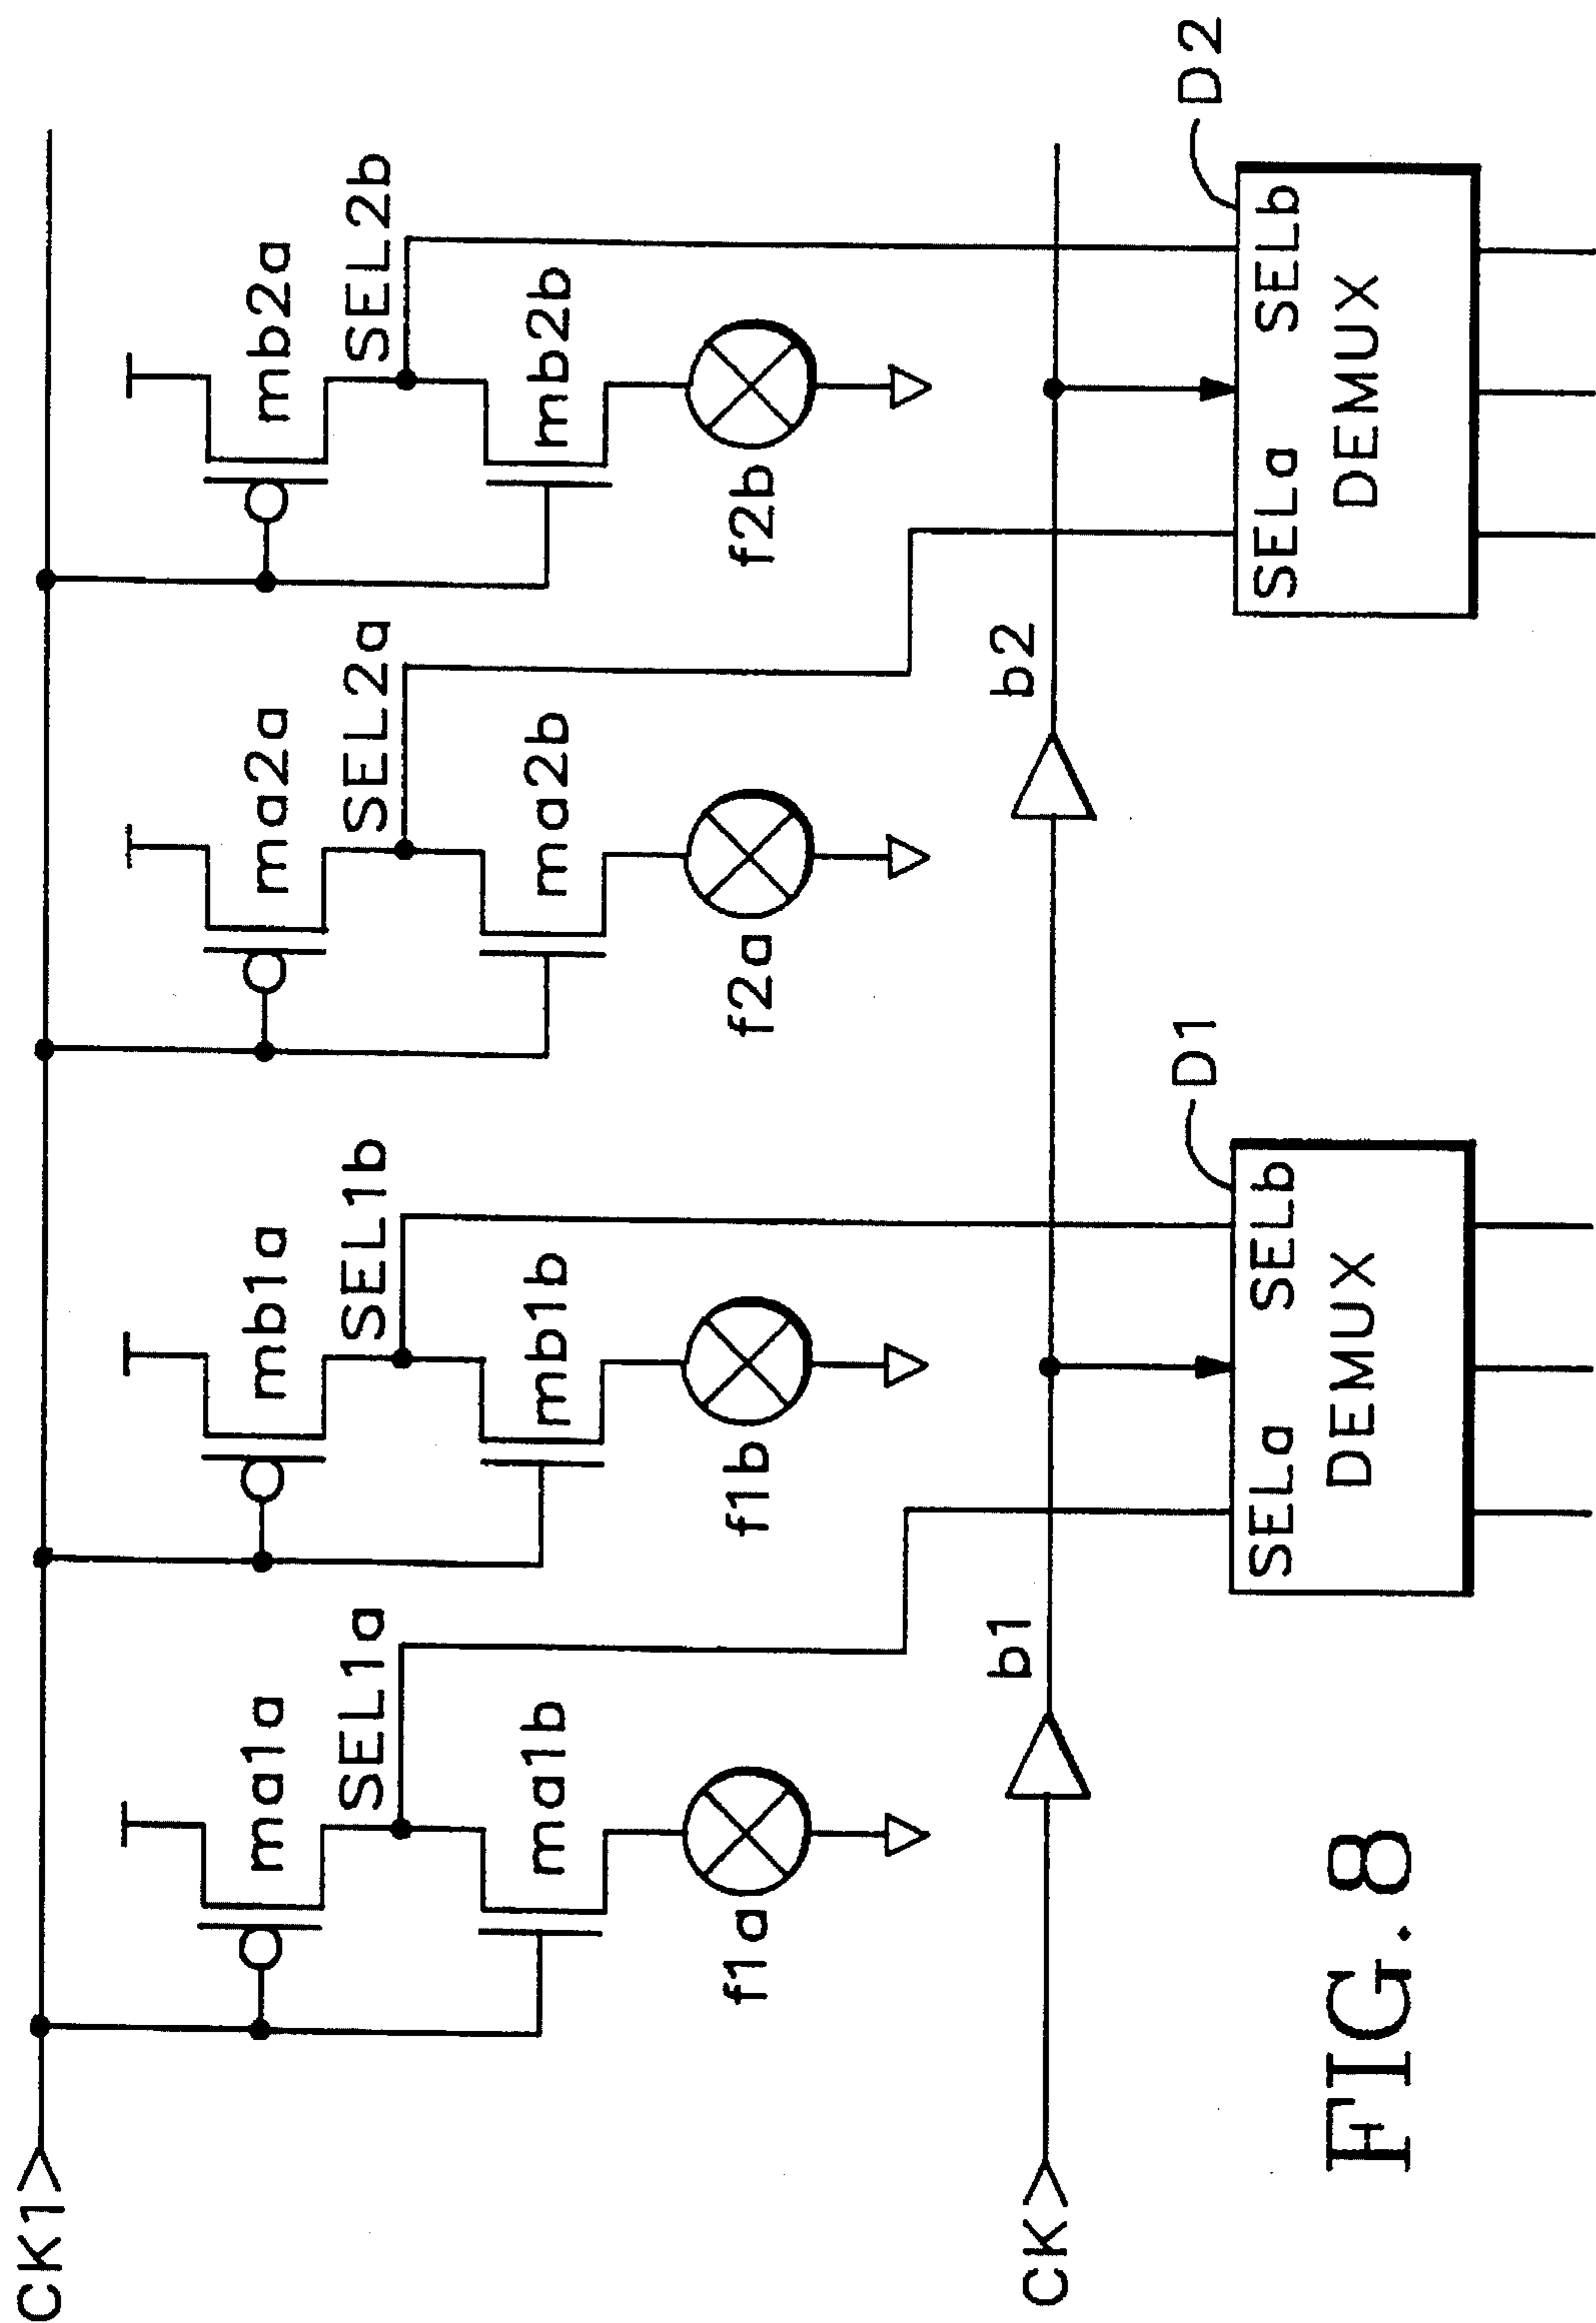 CK1>
ma1a
mb1a
ma2a
mb2a
SEL1a
SEL1b
SEL2a
SEL2b
ma1b
mb1b
ma2b
mb2b
f1a
f1b
f2a
f2b
CK>
b1
b2
D1
D2
SELa SELb
DEMUX
SELa SELb
DEMUX
FIG. 8